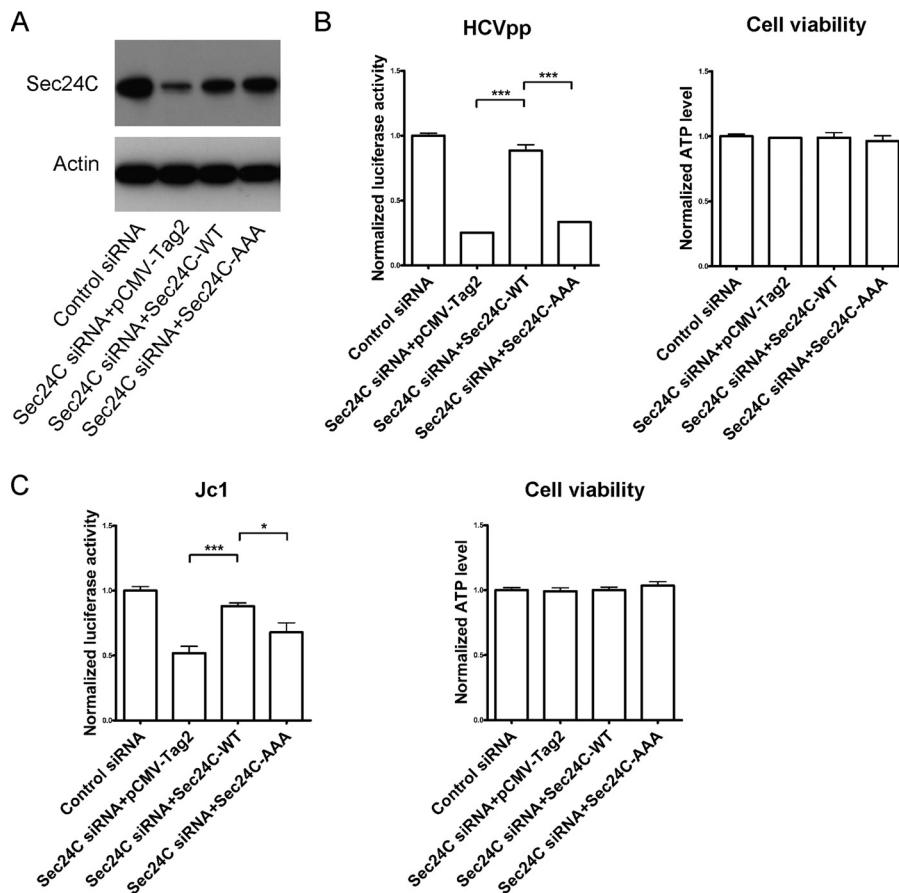 A
Sec24C
Actin
Control siRNA
Sec24C siRNA+pCMV-Tag2
Sec24C siRNA+Sec24C-WT
Sec24C siRNA+Sec24C-AAA
B
HCVpp
Normalized luciferase activity
1.5
1.0
0.5
0.0
***
***
Control siRNA
Sec24C siRNA+pCMV-Tag2
Sec24C siRNA+Sec24C-WT
Sec24C siRNA+Sec24C-AAA
Cell viability
Normalized ATP level
1.5
1.0
0.5
0.0
Control siRNA
Sec24C siRNA+pCMV-Tag2
Sec24C siRNA+Sec24C-WT
Sec24C siRNA+Sec24C-AAA
C
Jc1
Normalized luciferase activity
1.5
1.0
0.5
0.0
***
*
Control siRNA
Sec24C siRNA+pCMV-Tag2
Sec24C siRNA+Sec24C-WT
Sec24C siRNA+Sec24C-AAA
Cell viability
Normalized ATP level
1.5
1.0
0.5
0.0
Control siRNA
Sec24C siRNA+pCMV-Tag2
Sec24C siRNA+Sec24C-WT
Sec24C siRNA+Sec24C-AAA